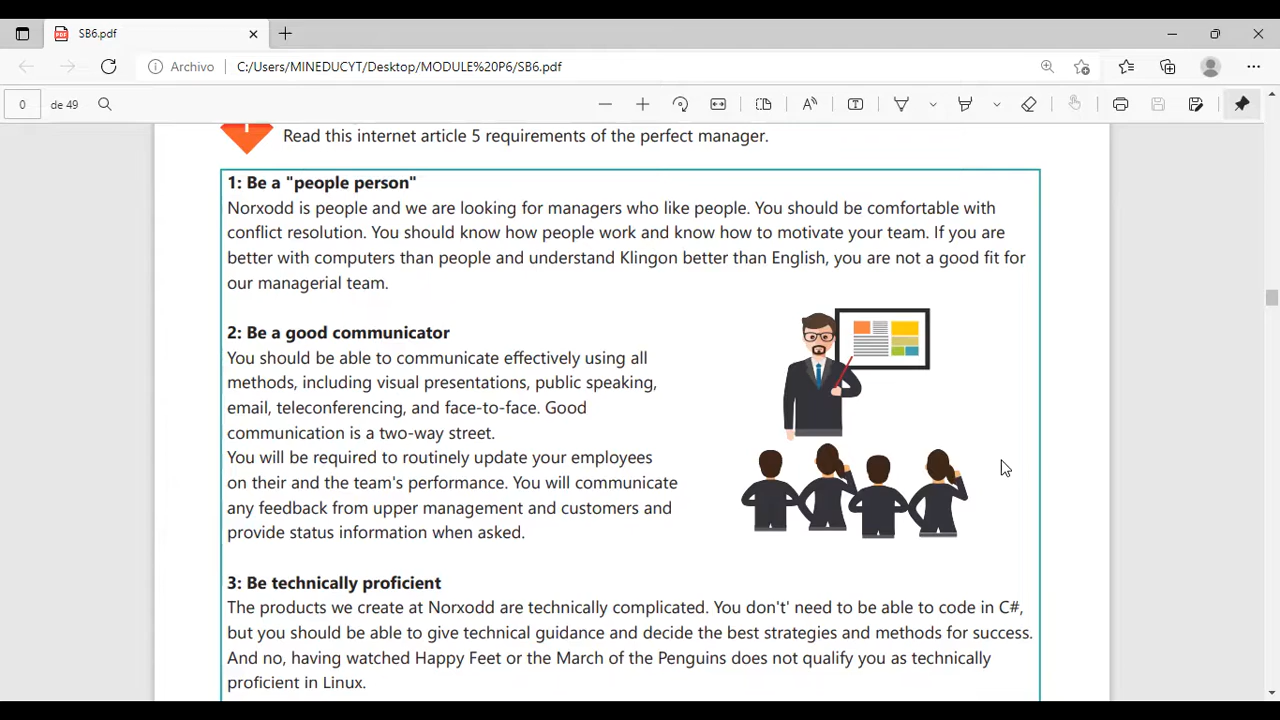 SB6.pdf
Archivo
C:/Users/MINEDUCYT/Desktop/MODULE%20P6/SB6.pdf
0 de 49
Read this internet article 5 requirements of the perfect manager.
1: Be a "people person"
Norxodd is people and we are looking for managers who like people. You should be comfortable with
conflict resolution. You should know how people work and know how to motivate your team. If you are
better with computers than people and understand Klingon better than English, you are not a good fit for
our managerial team.
2: Be a good communicator
You should be able to communicate effectively using all
methods, including visual presentations, public speaking,
email, teleconferencing, and face-to-face. Good
communication is a two-way street.
You will be required to routinely update your employees
on their and the team's performance. You will communicate
any feedback from upper management and customers and
provide status information when asked.
3: Be technically proficient
The products we create at Norxodd are technically complicated. You don't' need to be able to code in C#,
but you should be able to give technical guidance and decide the best strategies and methods for success.
And no, having watched Happy Feet or the March of the Penguins does not qualify you as technically
proficient in Linux.